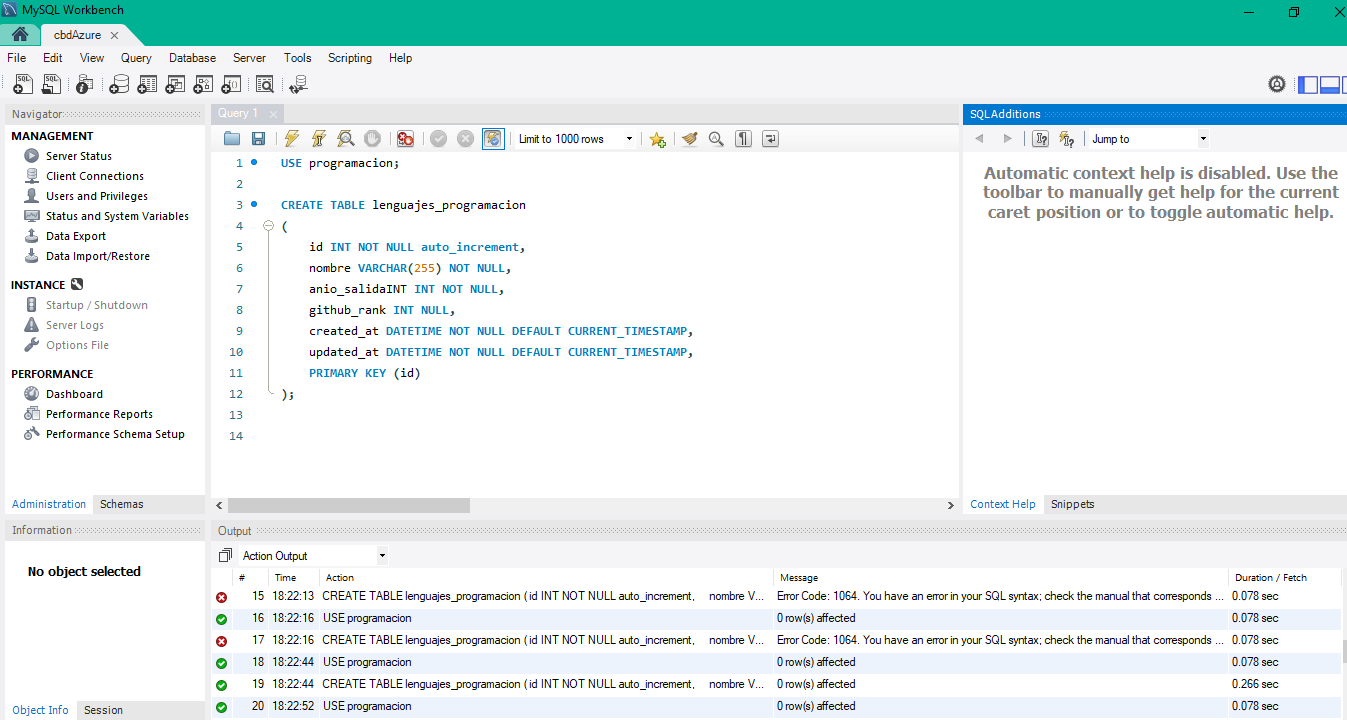 MySQL Workbench
cbdAzure
File Edit View Query Database Server Tools Scripting Help
Navigator
MANAGEMENT
Server Status
Client Connections
Users and Privileges
Status and System Variables
Data Export
Data Import/Restore
INSTANCE
Startup / Shutdown
Server Logs
Options File
PERFORMANCE
Dashboard
Performance Reports
Performance Schema Setup
Administration Schemas
Information
No object selected
Object Info Session
Query 1
Limit to 1000 rows
1 USE programacion;
2
3 CREATE TABLE lenguajes_programacion
4 (
5 id INT NOT NULL auto_increment,
6 nombre VARCHAR(255) NOT NULL,
7 anio_salidaINT INT NOT NULL,
8 github_rank INT NULL,
9 created_at DATETIME NOT NULL DEFAULT CURRENT_TIMESTAMP,
10 updated_at DATETIME NOT NULL DEFAULT CURRENT_TIMESTAMP,
11 PRIMARY KEY (id)
12 );
13
14
SQLAdditions
Jump to
Automatic context help is disabled. Use the
toolbar to manually get help for the current
caret position or to toggle automatic help.
Context Help Snippets
Output
Action Output
# Time Action Message Duration / Fetch
15 18:22:13 CREATE TABLE lenguajes_programacion ( id INT NOT NULL auto_increment, nombre V... Error Code: 1064. You have an error in your SQL syntax; check the manual that corresponds ... 0.078 sec
16 18:22:16 USE programacion 0 row(s) affected 0.078 sec
17 18:22:16 CREATE TABLE lenguajes_programacion ( id INT NOT NULL auto_increment, nombre V... Error Code: 1064. You have an error in your SQL syntax; check the manual that corresponds ... 0.078 sec
18 18:22:44 USE programacion 0 row(s) affected 0.078 sec
19 18:22:44 CREATE TABLE lenguajes_programacion ( id INT NOT NULL auto_increment, nombre V... 0 row(s) affected 0.266 sec
20 18:22:52 USE programacion 0 row(s) affected 0.078 sec